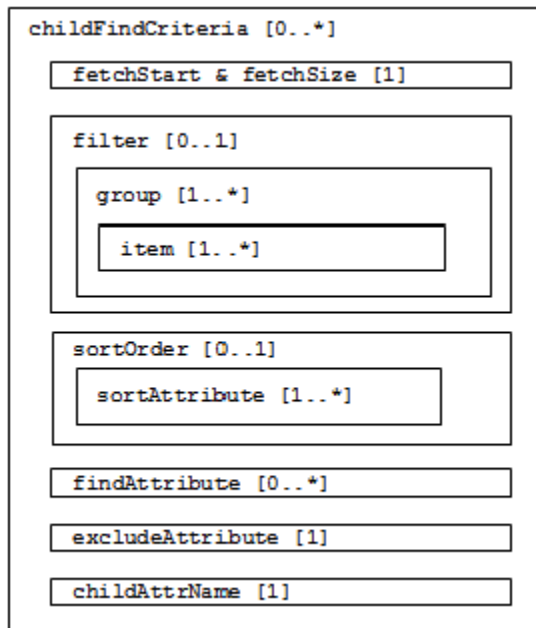 childFindCriteria [0..*]
fetchStart & fetchSize [1]
filter [0..1]
group [1..*]
item [1..*]
sortOrder [0..1]
sortAttribute [1..*]
findAttribute [0..*]
excludeAttribute [1]
childAttrName [1]